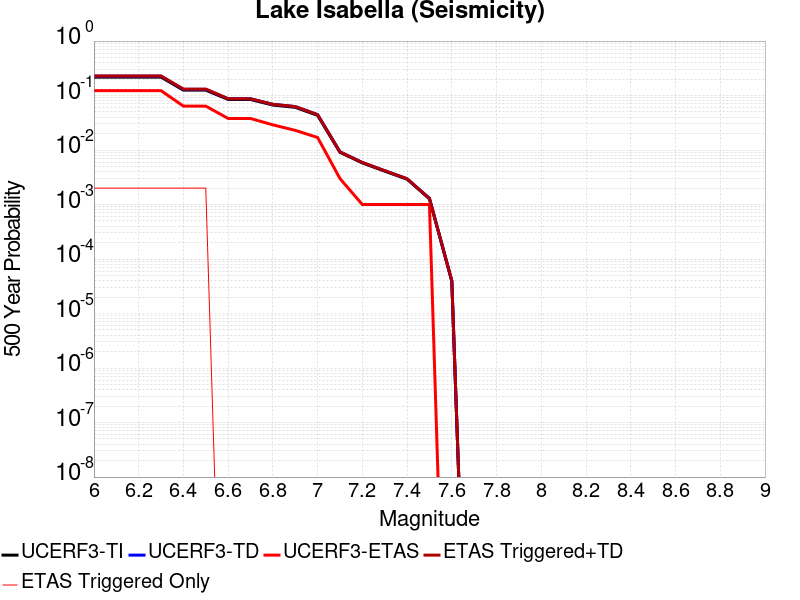 Lake Isabella (Seismicity)
10^0
10^-1
10^-2
10^-3
10^-4
10^-5
10^-6
10^-7
10^-8
500 Year Probability
6 6.2 6.4 6.6 6.8 7 7.2 7.4 7.6 7.8 8 8.2 8.4 8.6 8.8 9
Magnitude
UCERF3-TI UCERF3-TD UCERF3-ETAS ETAS Triggered+TD
ETAS Triggered Only